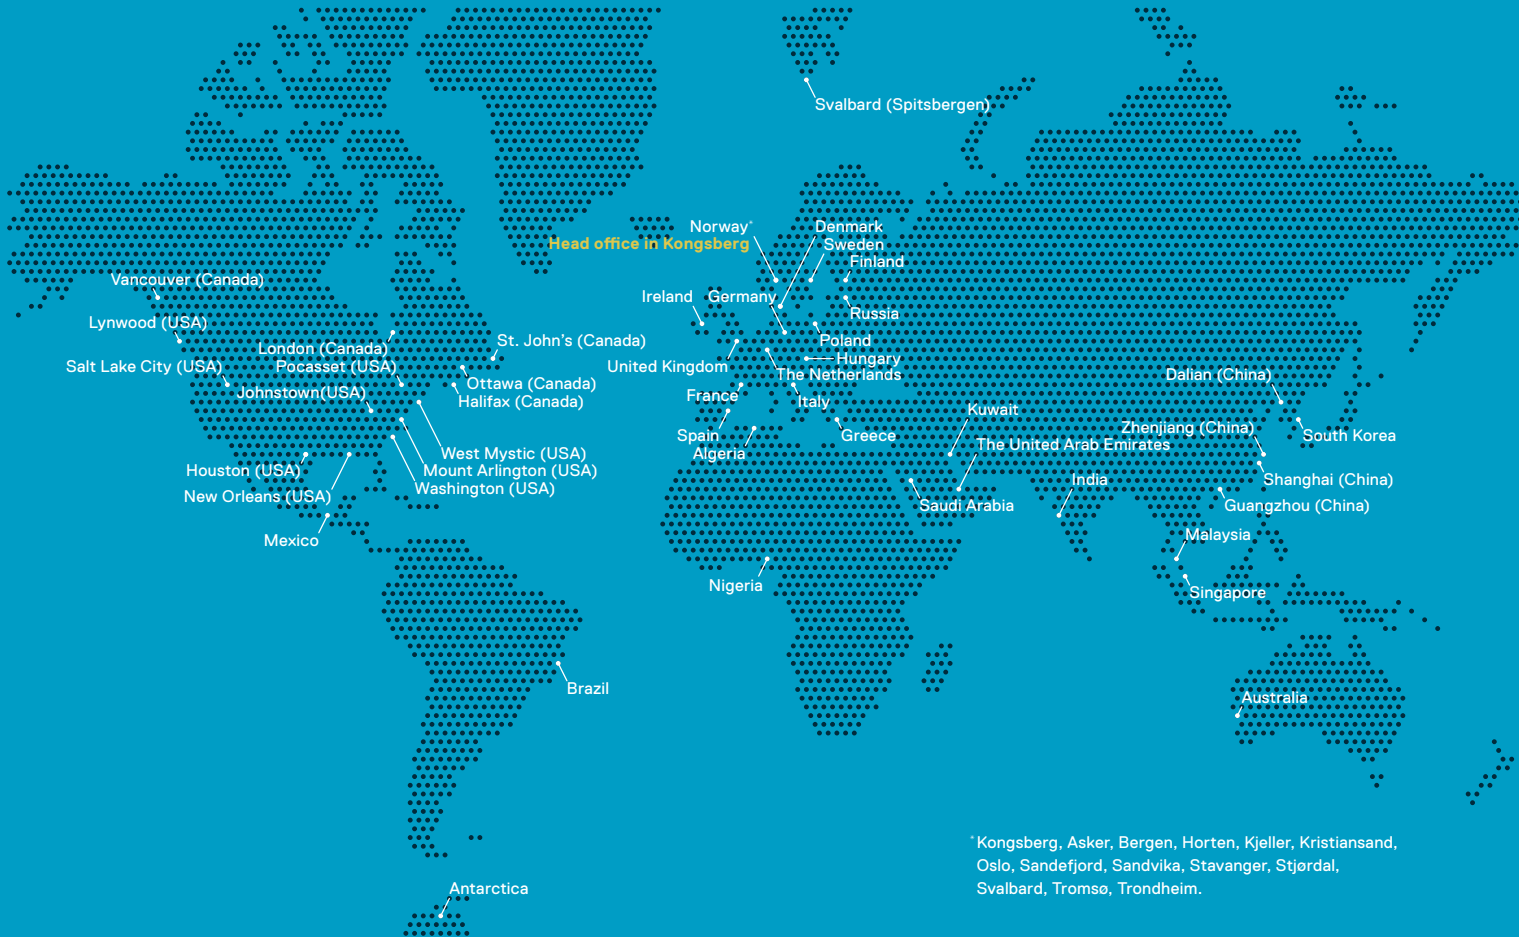 Svalbard (Spitsbergen)
Norway*
Head office in Kongsberg
Denmark
Sweden
Finland
Vancouver (Canada)
Ireland
Germany
Russia
Lynwood (USA)
London (Canada)
St. John's (Canada)
Poland
Salt Lake City (USA)
Pocasset (USA)
United Kingdom
Hungary
The Netherlands
Dalian (China)
Johnstown(USA)
Ottawa (Canada)
Halifax (Canada)
France
Italy
Kuwait
Spain
Greece
Zhenjiang (China)
South Korea
Algeria
The United Arab Emirates
West Mystic (USA)
Houston (USA)
Mount Arlington (USA)
India
Shanghai (China)
New Orleans (USA)
Washington (USA)
Saudi Arabia
Guangzhou (China)
Mexico
Malaysia
Nigeria
Singapore
Brazil
Australia
*Kongsberg, Asker, Bergen, Horten, Kjeller, Kristiansand,
Oslo, Sandefjord, Sandvika, Stavanger, Stjørdal,
Svalbard, Tromsø, Trondheim.
Antarctica